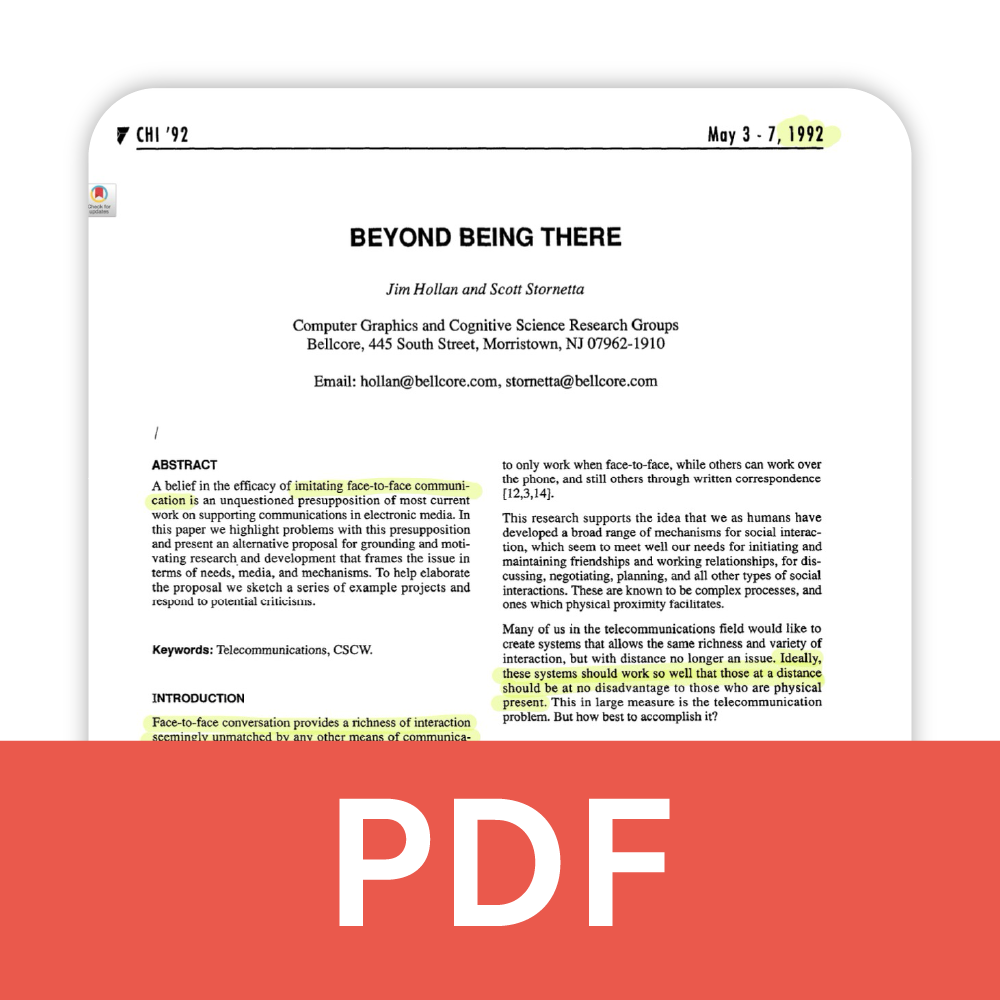 CHI '92
May 3 - 7, 1992
Check for
updates
BEYOND BEING THERE
Jim Hollan and Scott Stornetta
Computer Graphics and Cognitive Science Research Groups
Bellcore, 445 South Street, Morristown, NJ 07962-1910
Email: hollan@bellcore.com, stornetta@bellcore.com
/
ABSTRACT
A belief in the efficacy of imitating face-to-face communi-
cation is an unquestioned presupposition of most current
work on supporting communications in electronic media. In
this paper we highlight problems with this presupposition
and present an alternative proposal for grounding and moti-
vating research and development that frames the issue in
terms of needs, media, and mechanisms. To help elaborate
the proposal we sketch a series of example projects and
respond to potential criticisms.
Keywords: Telecommunications, CSCW.
INTRODUCTION
Face-to-face conversation provides a richness of interaction
seemingly unmatched by any other means of communica-
to only work when face-to-face, while others can work over
the phone, and still others through written correspondence
[12,3,14].
This research supports the idea that we as humans have
developed a broad range of mechanisms for social interac-
tion, which seem to meet well our needs for initiating and
maintaining friendships and working relationships, for dis-
cussing, negotiating, planning, and all other types of social
interactions. These are known to be complex processes, and
ones which physical proximity facilitates.
Many of us in the telecommunications field would like to
create systems that allows the same richness and variety of
interaction, but with distance no longer an issue. Ideally,
these systems should work so well that those at a distance
should be at no disadvantage to those who are physical
present. This in large measure is the telecommunication
problem. But how best to accomplish it?
PDF